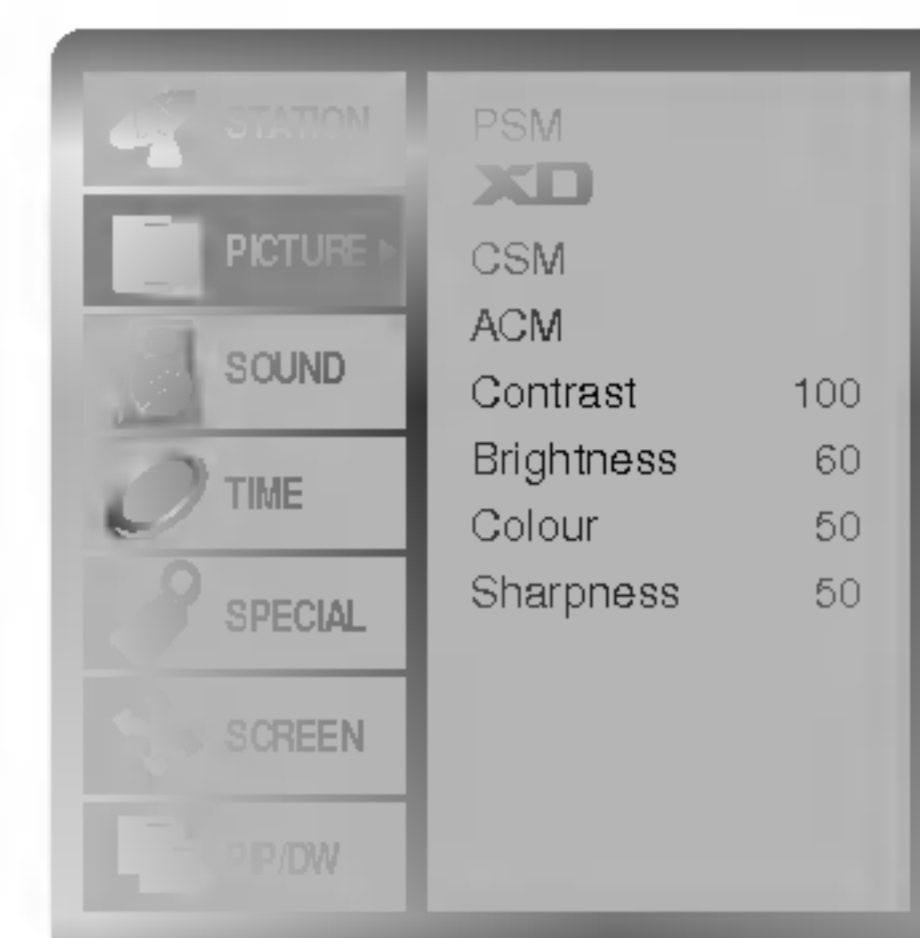 STATION
PICTURE
SOUND
TIME
SPECIAL
SCREEN
PIP/DW
PSM
XD
CSM
ACM
Contrast 100
Brightness 60
Colour 50
Sharpness 50